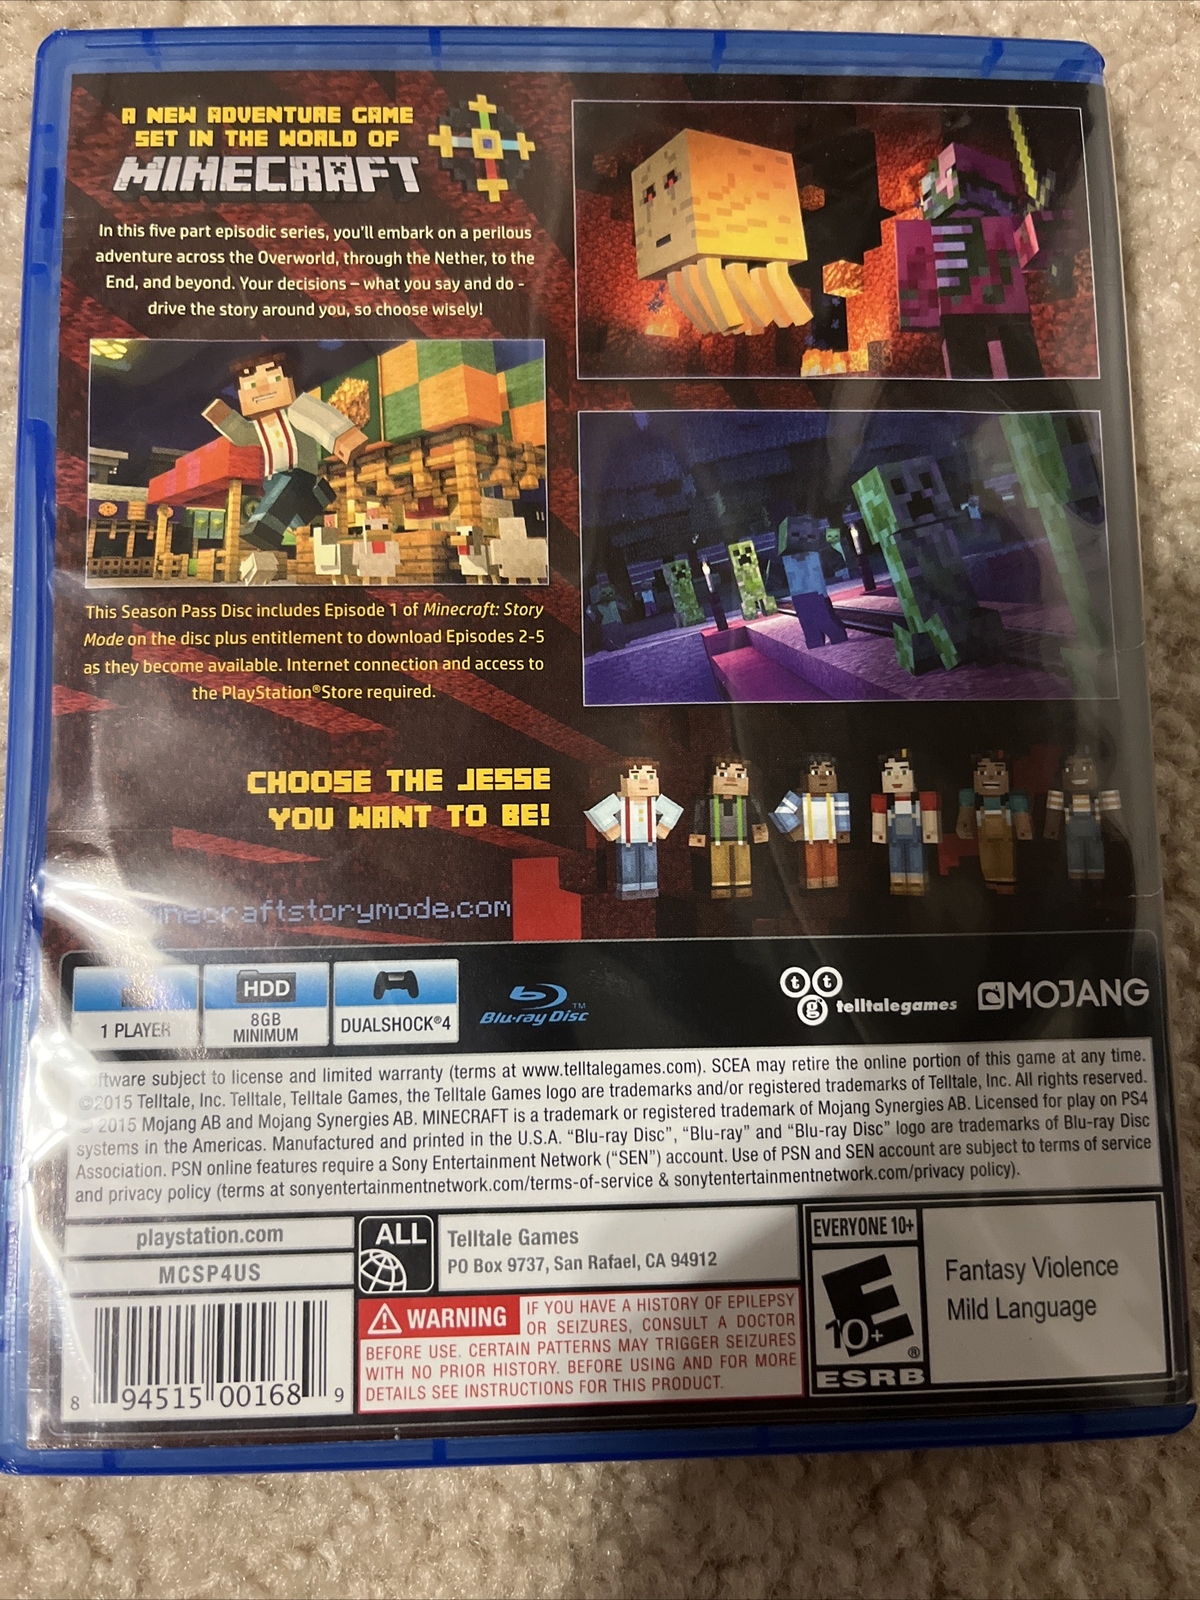 A NEW ADVENTURE GAME
SET IN THE WORLD OF
MINECRAFT
In this five part episodic series, you'll embark on a perilous
adventure across the Overworld, through the Nether, to the
End, and beyond. Your decisions – what you say and do -
drive the story around you, so choose wisely!
This Season Pass Disc includes Episode 1 of Minecraft: Story
Mode on the disc plus entitlement to download Episodes 2-5
as they become available. Internet connection and access to
the PlayStation®Store required.
CHOOSE THE JESSE
YOU WANT TO BE!
necraftstorymode.com
1 PLAYER
HDD
8GB
MINIMUM
DUALSHOCK®4
Blu-ray Disc™
ttg telltalegames
MOJANG
ftware subject to license and limited warranty (terms at www.telltalegames.com). SCEA may retire the online portion of this game at any time.
©2015 Telltale, Inc. Telltale, Telltale Games, the Telltale Games logo are trademarks and/or registered trademarks of Telltale, Inc. All rights reserved.
© 2015 Mojang AB and Mojang Synergies AB. MINECRAFT is a trademark or registered trademark of Mojang Synergies AB. Licensed for play on PS4
systems in the Americas. Manufactured and printed in the U.S.A. “Blu-ray Disc”, “Blu-ray” and “Blu-ray Disc” logo are trademarks of Blu-ray Disc
Association. PSN online features require a Sony Entertainment Network (“SEN”) account. Use of PSN and SEN account are subject to terms of service
and privacy policy (terms at sonyentertainmentnetwork.com/terms-of-service & sonytentertainmentnetwork.com/privacy policy).
playstation.com
MCSP4US
8 94515 00168 9
ALL
Telltale Games
PO Box 9737, San Rafael, CA 94912
WARNING IF YOU HAVE A HISTORY OF EPILEPSY
OR SEIZURES, CONSULT A DOCTOR
BEFORE USE. CERTAIN PATTERNS MAY TRIGGER SEIZURES
WITH NO PRIOR HISTORY. BEFORE USING AND FOR MORE
DETAILS SEE INSTRUCTIONS FOR THIS PRODUCT.
EVERYONE 10+
E
10+
®
ESRB
Fantasy Violence
Mild Language